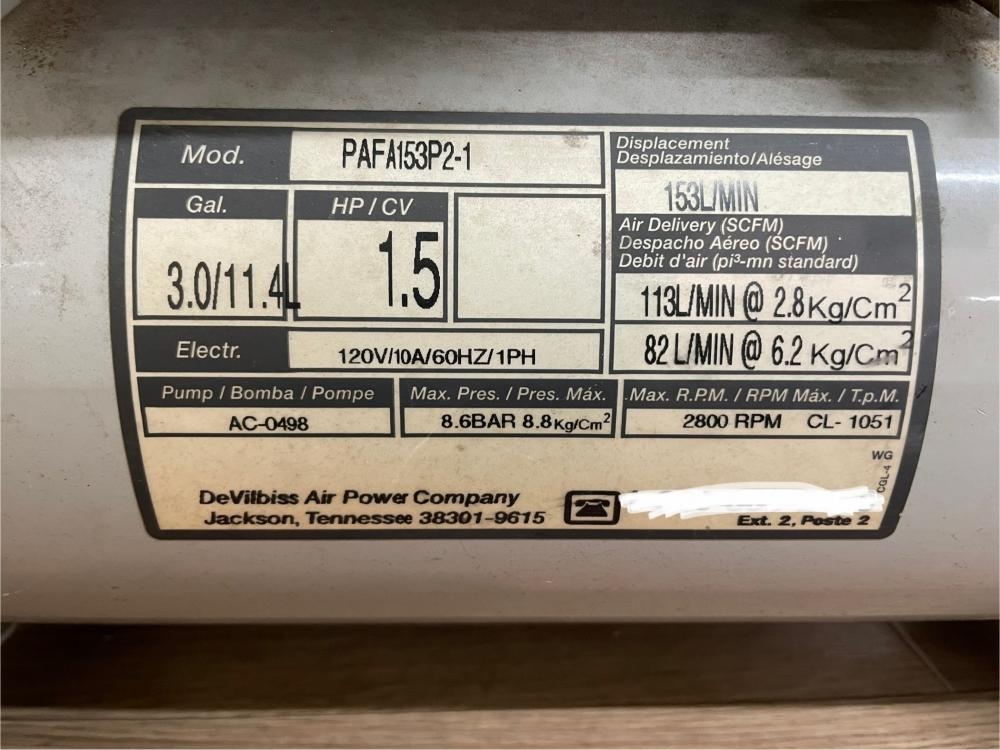 Mod.
PAFA153P2-1
Displacement
Desplazamiento/Alésage
153L/MIN
Gal.
3.0/11.4L
HP / CV
1.5
Air Delivery (SCFM)
Despacho Aéreo (SCFM)
Debit d'air (pi³-mn standard)
113L/MIN @ 2.8Kg/Cm²
82 L/MIN @ 6.2 Kg/Cm²
Electr.
120V/10A/60HZ/1PH
Pump / Bomba / Pompe
AC-0498
Max. Pres. / Pres. Máx.
8.6BAR 8.8Kg/Cm²
Max. R.P.M. / RPM Máx. / T.p.M.
2800 RPM CL- 1051
WG
CGL-4
DeVilbiss Air Power Company
Jackson, Tennessee 38301-9615
Ext. 2, Poste 2